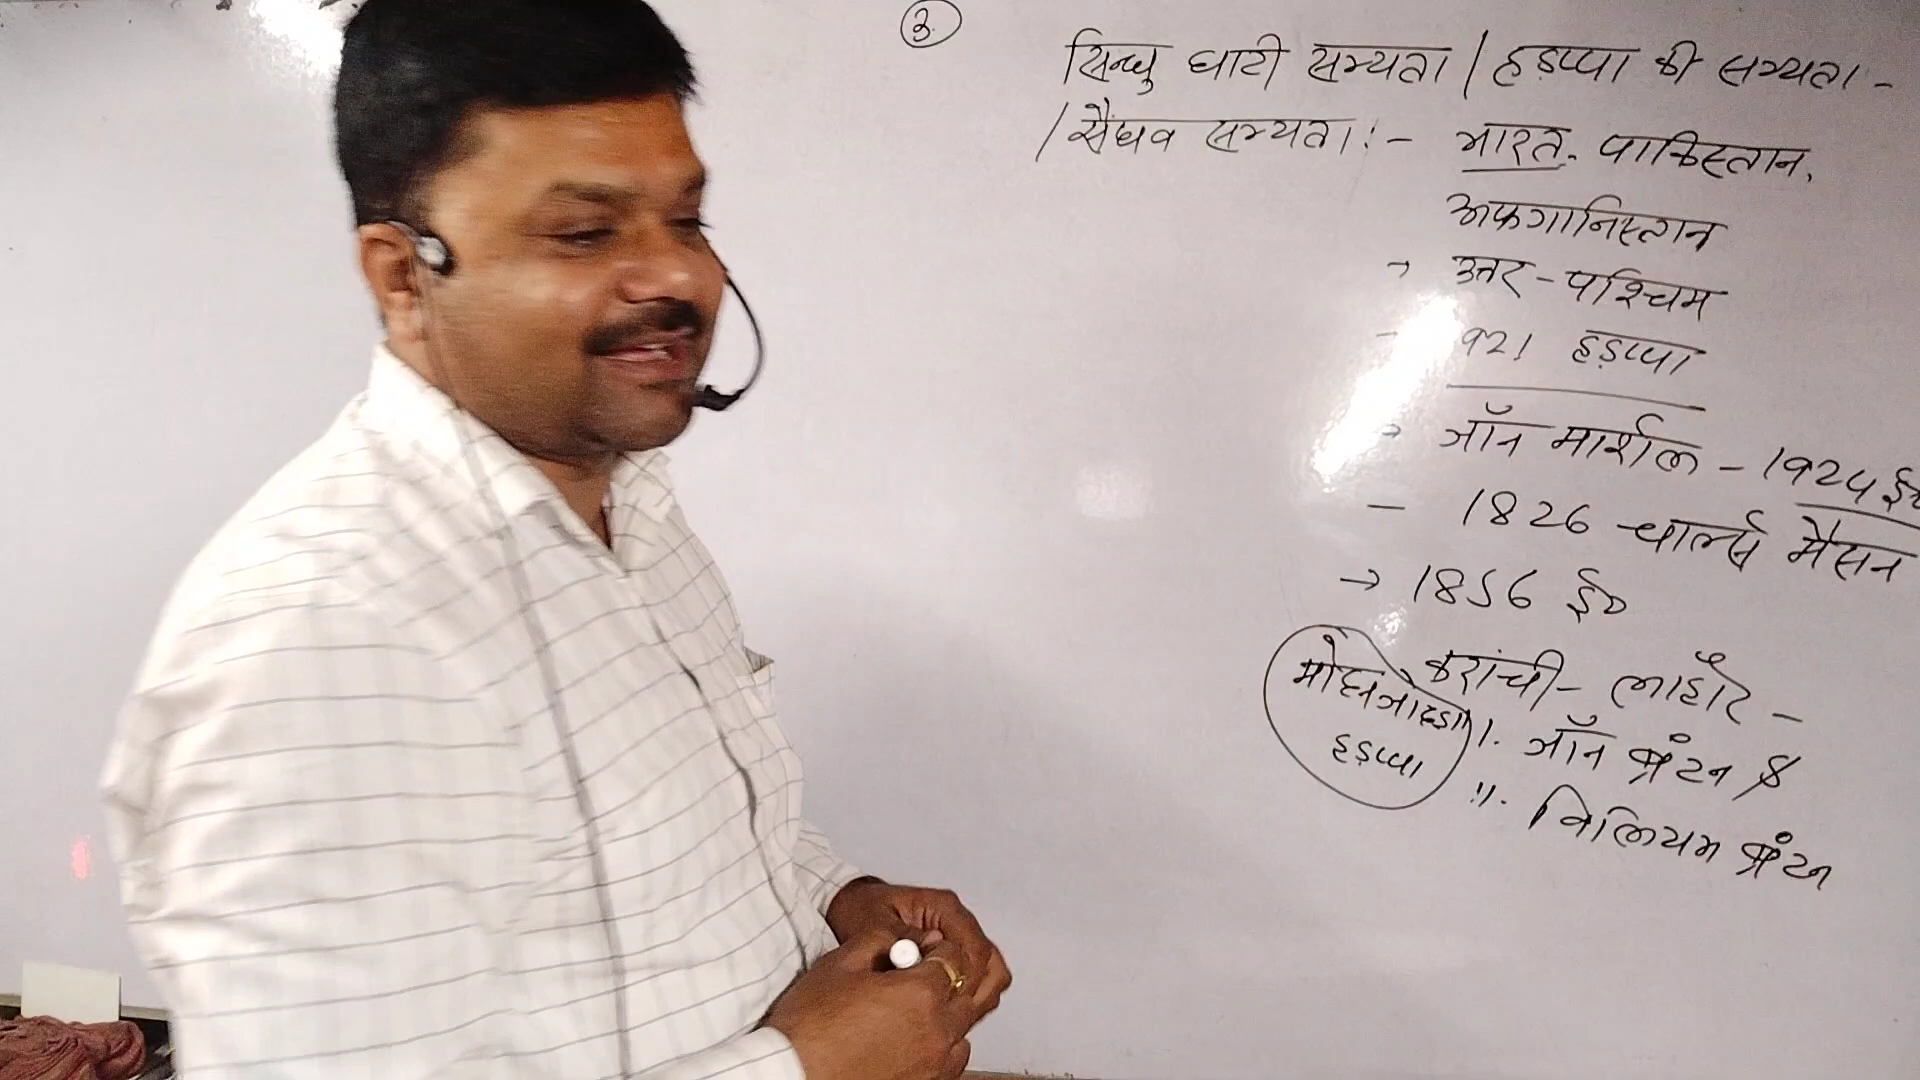 3.
सिन्धु घाटी सभ्यता / हड़प्पा की सभ्यता -
/ सैंधव सभ्यता :- भारत. पाकिस्तान,
अफगानिस्तान
→ उत्तर - पश्चिम
- 921 हड़प्पा
→ जॉन मार्शल - 1924 ई०
- 1826 चार्ल्स मैसन
→ 1856 ई०
करांची - लाहौर -
मोहनजोदड़ो
हड़प्पा
i. जॉन ब्रंटन &
ii. विलियम ब्रंटन